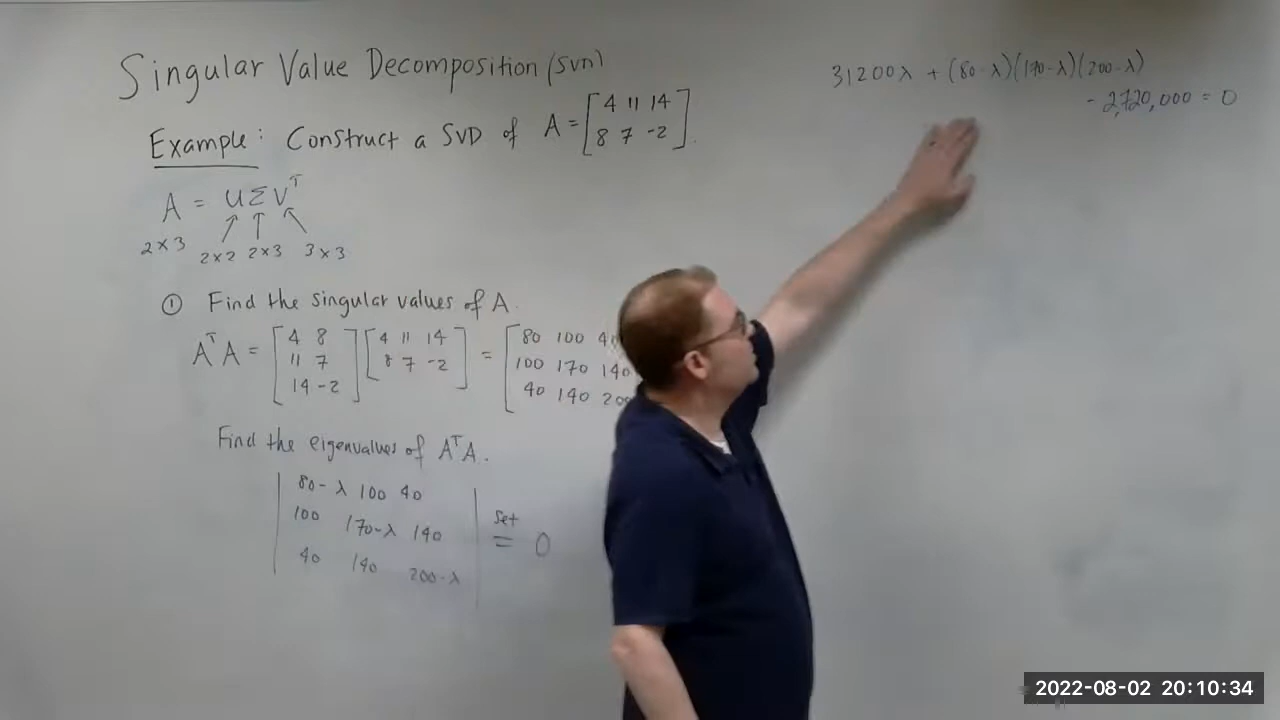 Singular Value Decomposition (SVD)
Example: Construct a SVD of A = [4 11 14
8 7 -2].
A = UΣVᵀ
2×3 2×2 2×3 3×3
① Find the singular values of A.
AᵀA = [4 8
11 7
14 -2] [4 11 14
8 7 -2] = [80 100 40
100 170 140
40 140 200
Find the eigenvalues of AᵀA.
|80-λ 100 40
100 170-λ 140
40 140 200-λ| set = 0
31200λ + (80-λ)(170-λ)(200-λ)
- 2,720,000 = 0
2022-08-02 20:10:34